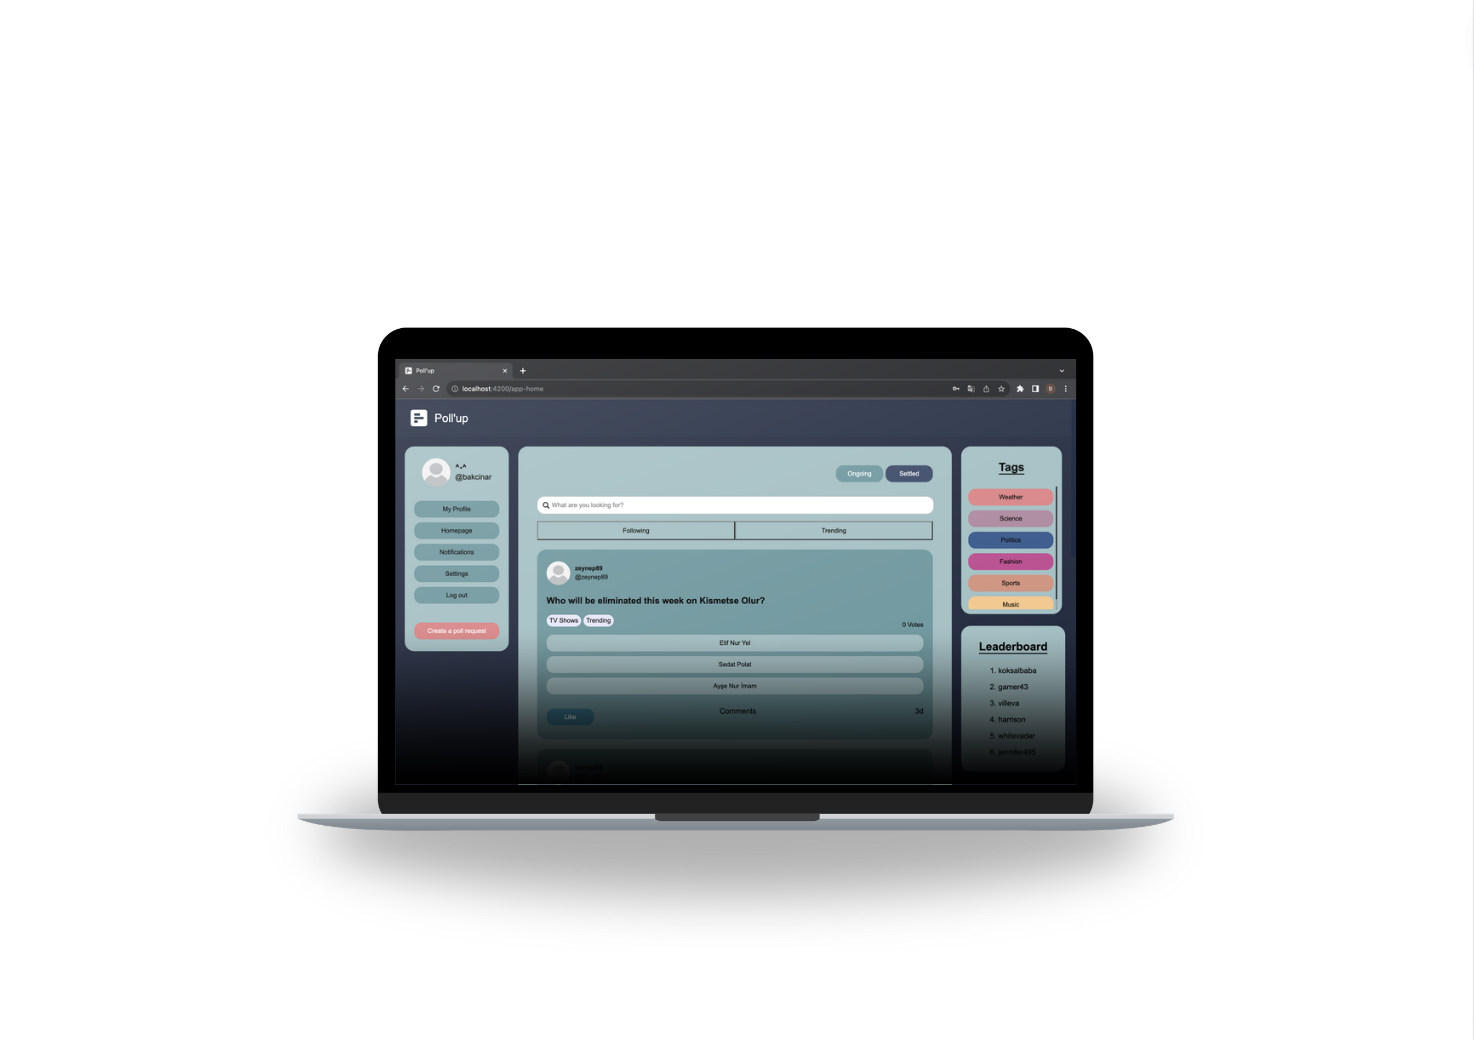 Poll'up
localhost:4200/app-home
B
Poll'up
^-^
@bakcinar
My Profile
Homepage
Notifications
Settings
Log out
Create a poll request
Ongoing
Settled
What are you looking for?
Following
Trending
zeynep89
@zeynep89
Who will be eliminated this week on Kismetse Olur?
TV Shows
Trending
0 Votes
Elif Nur Yel
Sedat Polat
Ayşe Nur İmam
Like
Comments
3d
zeynep89
Tags
Weather
Science
Politics
Fashion
Sports
Music
Leaderboard
1. koksalbaba
2. gamer43
3. villeva
4. harrison
5. whitevader
6. jennifer495